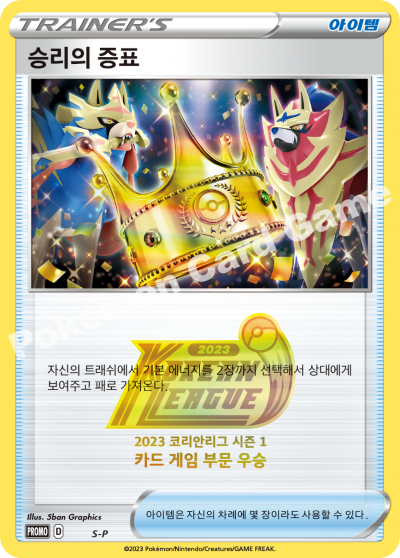 TRAINER'S
아이템
승리의 증표
Pokémon Card Game
자신의 트래쉬에서 기본 에너지를 2장까지 선택해서 상대에게
보여주고 패로 가져온다.
2023
KOREAN
LEAGUE
2023 코리안리그 시즌 1
카드 게임 부문 우승
Illus. 5ban Graphics
PROMO D S-P
아이템은 자신의 차례에 몇 장이라도 사용할 수 있다.
©2023 Pokémon/Nintendo/Creatures/GAME FREAK.